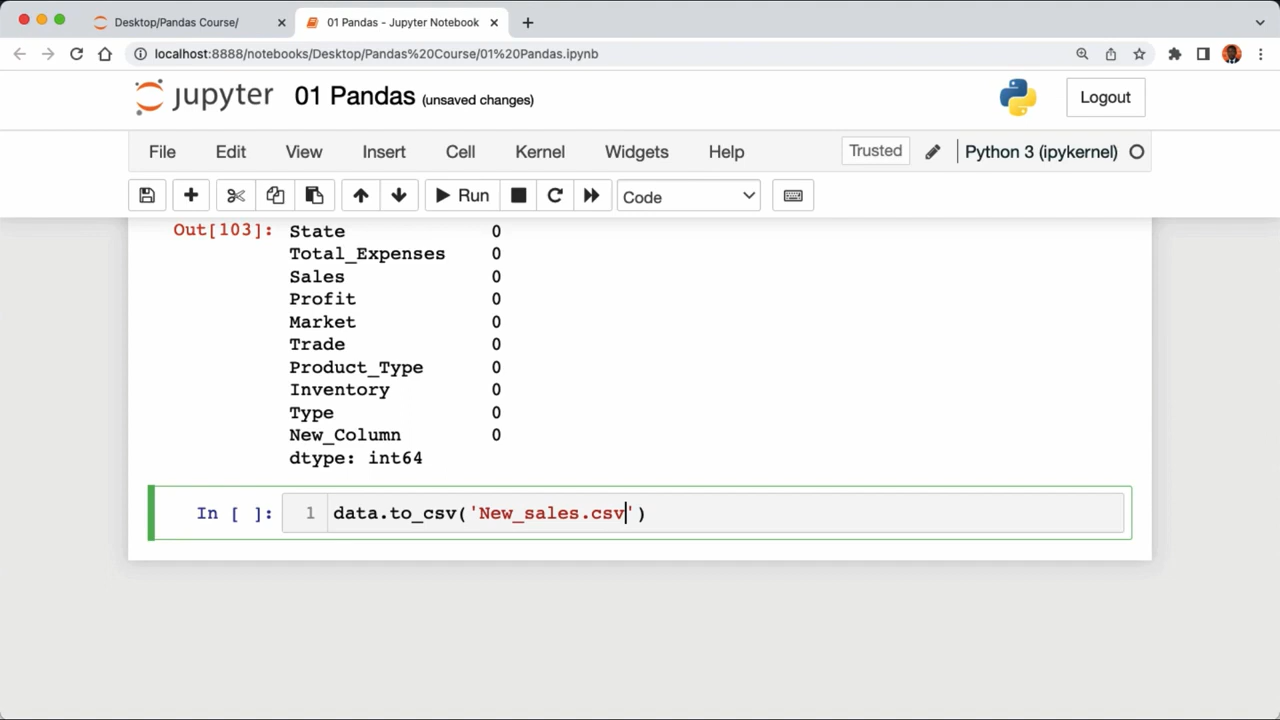 Desktop/Pandas Course/
01 Pandas - Jupyter Notebook
localhost:8888/notebooks/Desktop/Pandas%20Course/01%20Pandas.ipynb
jupyter 01 Pandas (unsaved changes)
Logout
File Edit View Insert Cell Kernel Widgets Help Trusted Python 3 (ipykernel)
Run Code
Out[103]: State 0
Total_Expenses 0
Sales 0
Profit 0
Market 0
Trade 0
Product_Type 0
Inventory 0
Type 0
New_Column 0
dtype: int64
In [ ]: 1 data.to_csv('New_sales.csv')